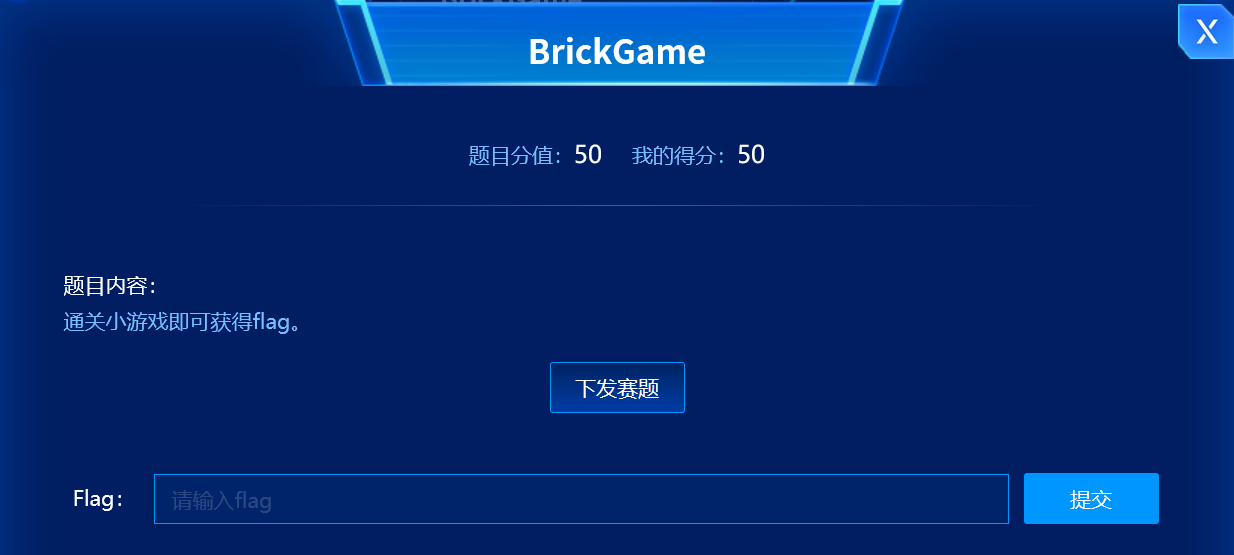 BrickGame
X
题目分值：50 我的得分：50
题目内容：
通关小游戏即可获得flag。
下发赛题
Flag： 请输入flag 提交